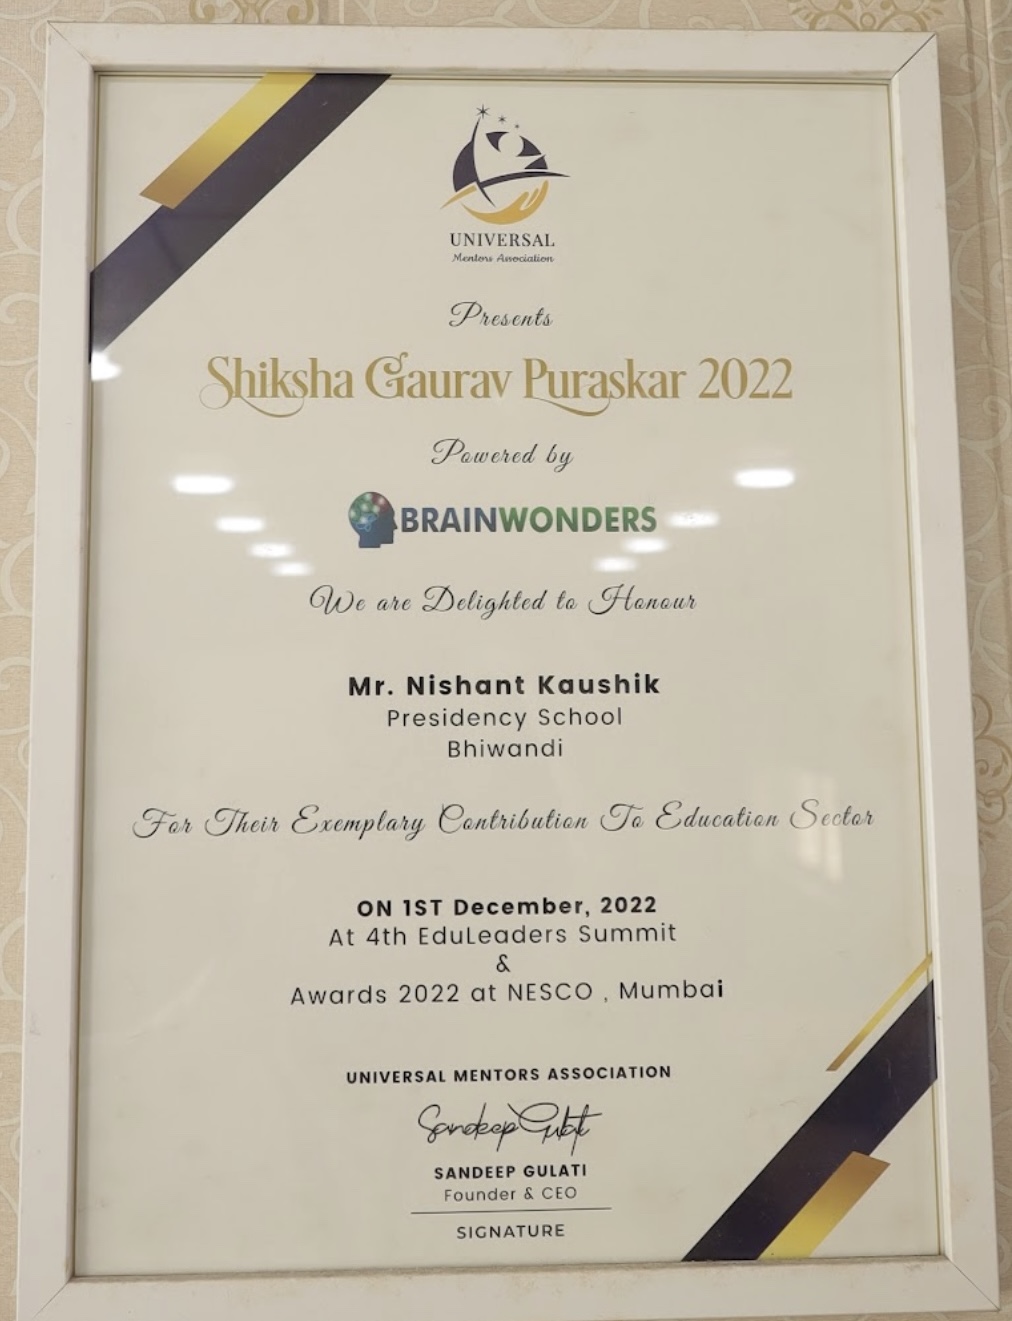 UNIVERSAL
Mentors Association
Presents
Shiksha Gaurav Puraskar 2022
Powered by
BRAINWONDERS
We are Delighted to Honour
Mr. Nishant Kaushik
Presidency School
Bhiwandi
For Their Exemplary Contribution To Education Sector
ON 1ST December, 2022
At 4th EduLeaders Summit
&
Awards 2022 at NESCO , Mumbai
UNIVERSAL MENTORS ASSOCIATION
Sandeep Gulati
SANDEEP GULATI
Founder & CEO
SIGNATURE